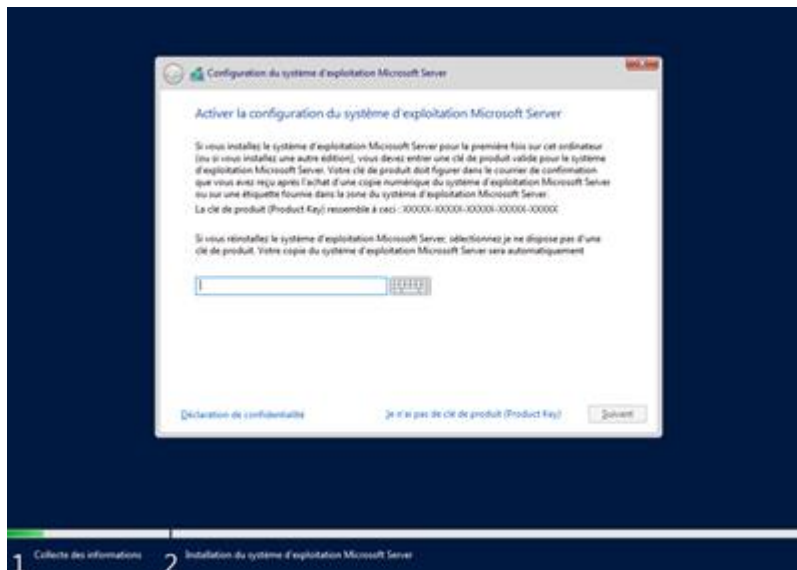 Configuration du système d'exploitation Microsoft Server
Activer la configuration du système d'exploitation Microsoft Server
Si vous installez le système d'exploitation Microsoft Server pour la première fois sur cet ordinateur
(ou si vous installez une autre édition), vous devez entrer une clé de produit valide pour le système
d'exploitation Microsoft Server. Votre clé de produit doit figurer dans le courrier de confirmation
que vous avez reçu après l'achat d'une copie numérique du système d'exploitation Microsoft Server
ou sur une étiquette fournie dans la zone du système d'exploitation Microsoft Server.
La clé de produit (Product Key) ressemble à ceci : XXXXX-XXXXX-XXXXX-XXXXX-XXXXX
Si vous réinstallez le système d'exploitation Microsoft Server, sélectionnez je ne dispose pas d'une
clé de produit. Votre copie du système d'exploitation Microsoft Server sera automatiquement
Déclaration de confidentialité
Je n'ai pas de clé de produit (Product Key)
Suivant
1 Collecte des informations
2 Installation du système d'exploitation Microsoft Server